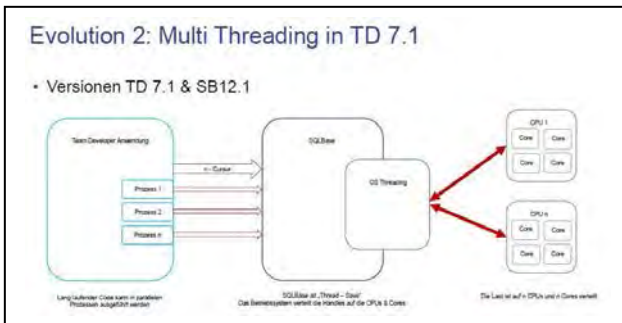 Evolution 2: Multi Threading in TD 7.1
• Versionen TD 7.1 & SB12.1
Team Developer Anwendung
n - Cursor
Prozess 1
Prozess 2
Prozess n
SQLBase
OS Threading
CPU 1
Core
Core
Core
Core
CPU n
Core
Core
Core
Core
Lang laufender Code kann in parallelen
Prozessen ausgeführt werden
SQLBase ist „Thread – Save"
Das Betriebsystem verteilt die Handles auf die CPUs & Cores
Die Last ist auf n CPUs und n Cores verteilt